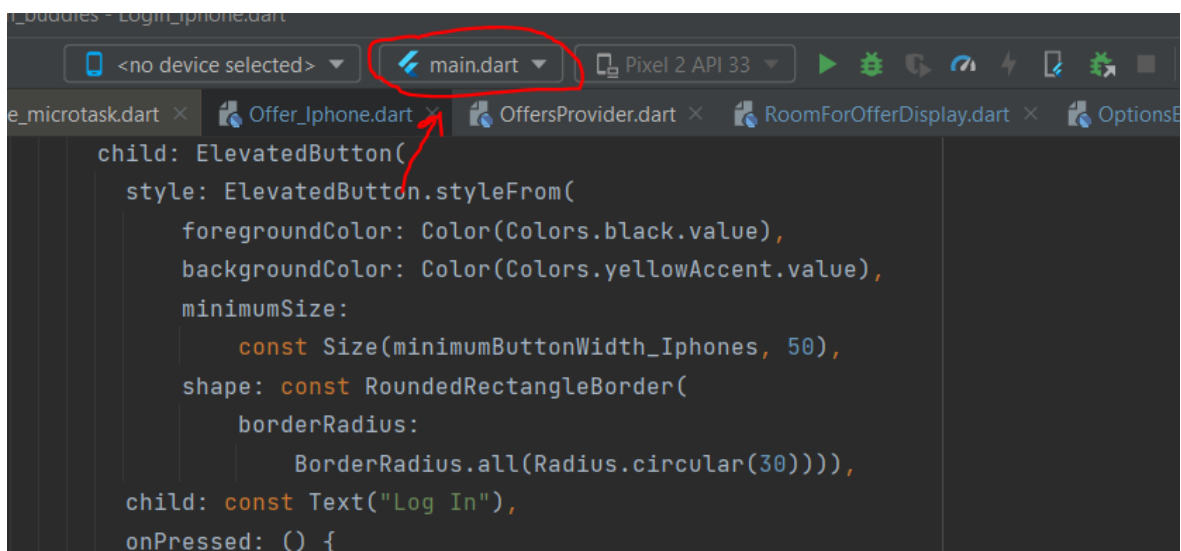 l_buddies - Login_Iphone.dart
<no device selected> main.dart Pixel 2 API 33
e_microtask.dart Offer_Iphone.dart OffersProvider.dart RoomForOfferDisplay.dart OptionsE
child: ElevatedButton(
style: ElevatedButton.styleFrom(
foregroundColor: Color(Colors.black.value),
backgroundColor: Color(Colors.yellowAccent.value),
minimumSize:
const Size(minimumButtonWidth_Iphones, 50),
shape: const RoundedRectangleBorder(
borderRadius:
BorderRadius.all(Radius.circular(30)))),
child: const Text("Log In"),
onPressed: () {